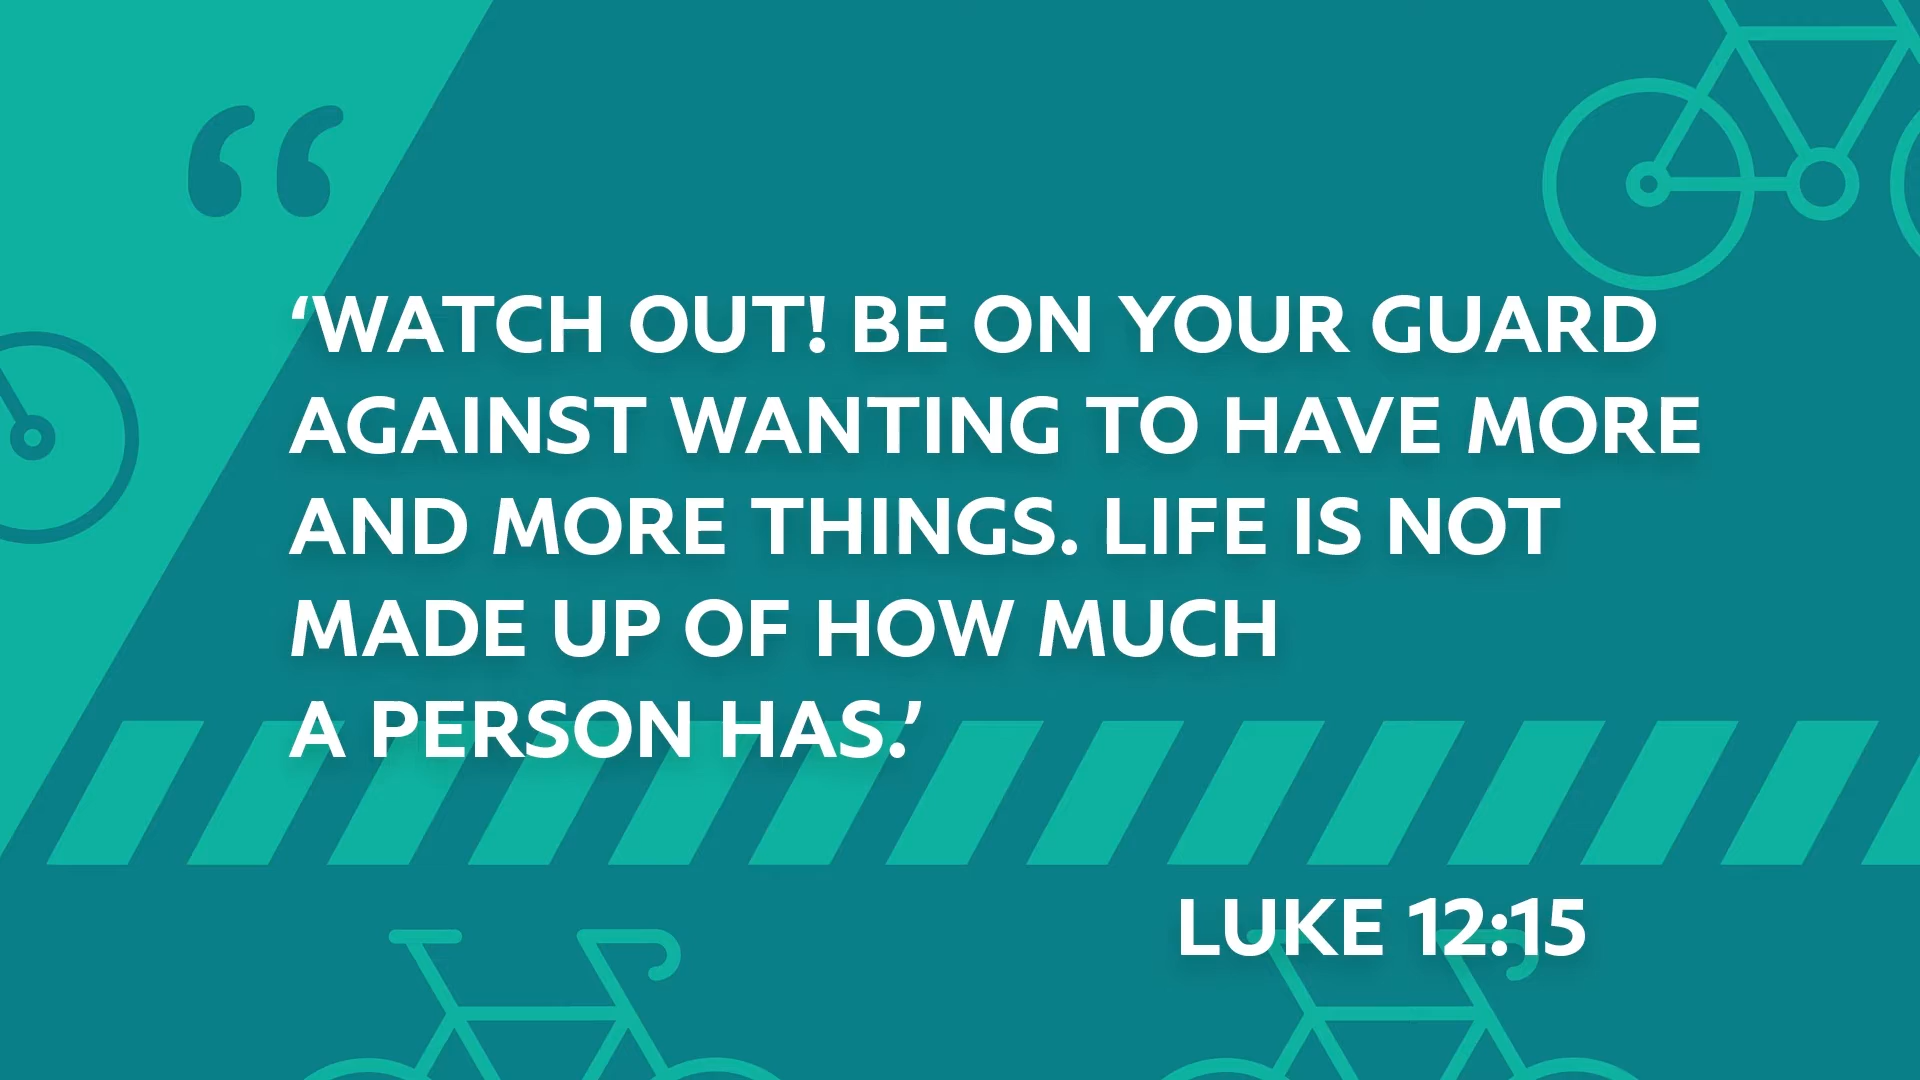 ‘WATCH OUT! BE ON YOUR GUARD
AGAINST WANTING TO HAVE MORE
AND MORE THINGS. LIFE IS NOT
MADE UP OF HOW MUCH
A PERSON HAS.’
LUKE 12:15